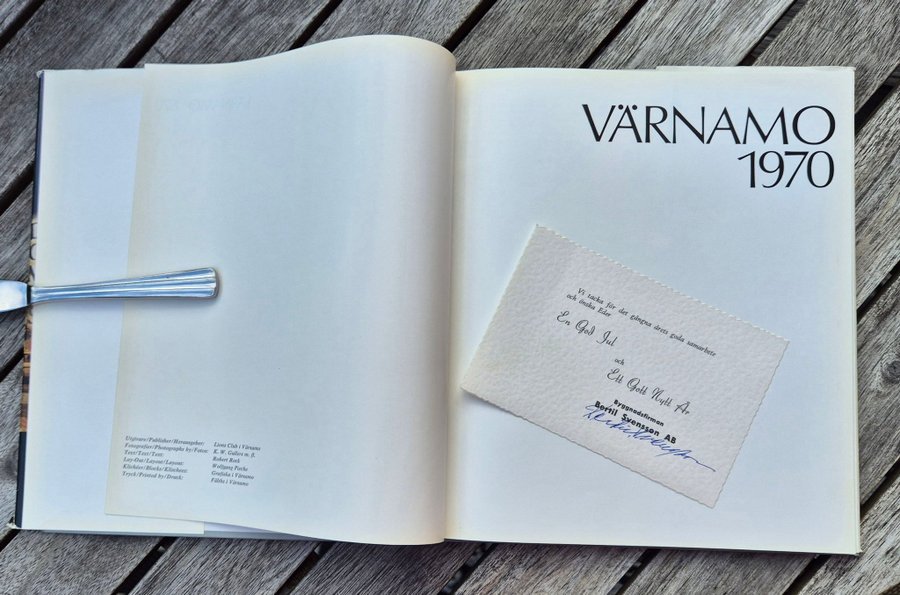 Utgivare/Publisher/Herausgeber: Lions Club i Värnamo
Fotografier/Photographs by/Fotos: K. W. Gullers m. fl.
Text/Text/Text: Robert Roth
Lay-Out/Layout/Layout: Wolfgang
Klichéer/Blocks/Klischees: Grafiska i Värnamo
Tryck/Printed by/Druck: Fälths i Värnamo
VÄRNAMO
1970
Vi tacka för det gångna årets goda samarbete
och önska Eder
En God Jul
och
Ett Gott Nytt År
Byggnadsfirman
Bertil Svensson AB